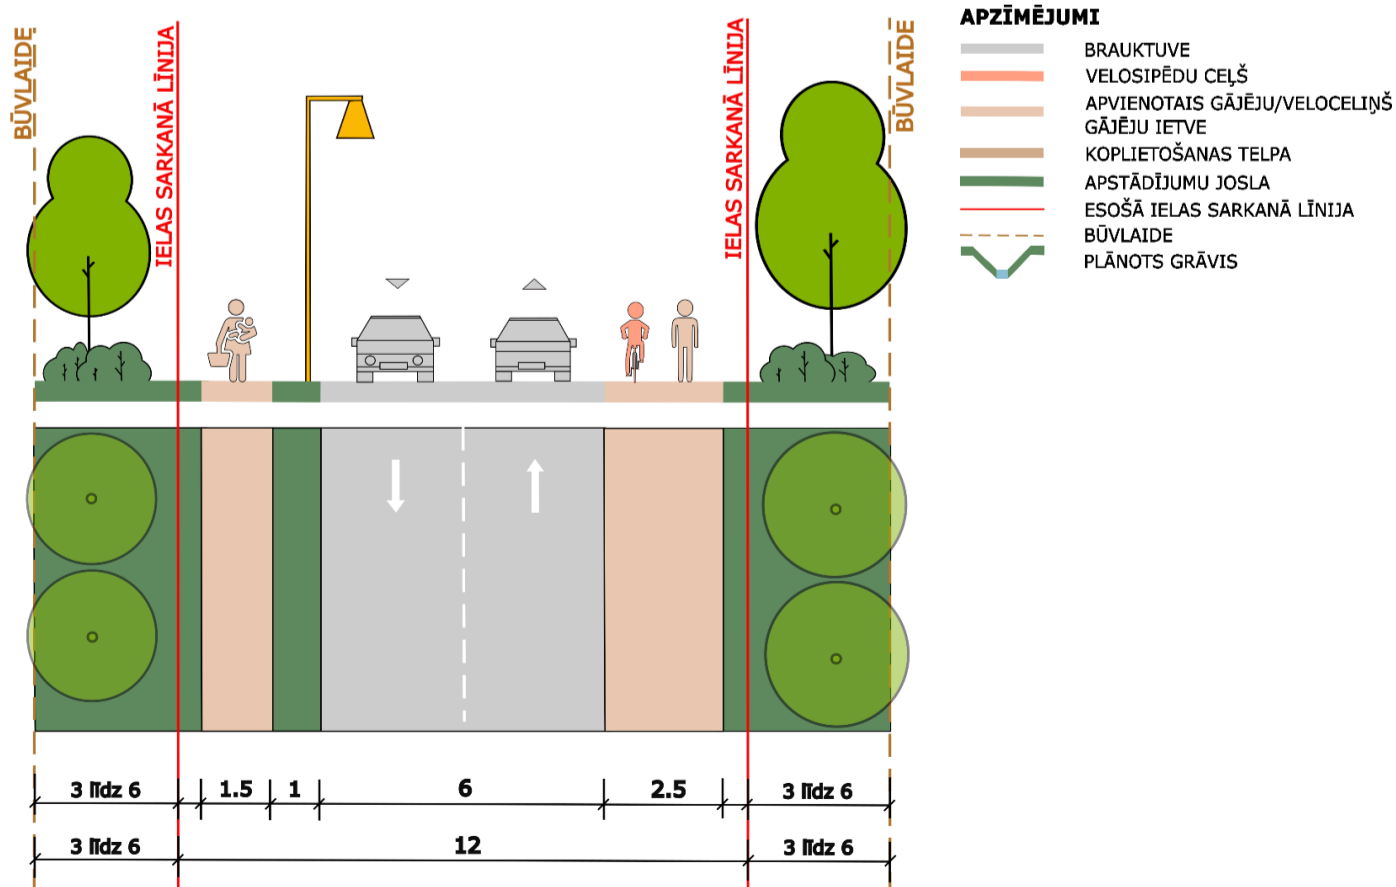 BŪVLAIDE
IELAS SARKANĀ LĪNIJA
IELAS SARKANĀ LĪNIJA
BŪVLAIDE
APZĪMĒJUMI
BRAUKTUVE
VELOSIPĒDU CEĻŠ
APVIENOTAIS GĀJĒJU/VELOCELIŅŠ
GĀJĒJU IETVE
KOPLIETOŠANAS TELPA
APSTĀDĪJUMU JOSLA
ESOŠĀ IELAS SARKANĀ LĪNIJA
BŪVLAIDE
PLĀNOTS GRĀVIS
3 līdz 6 1.5 1 6 2.5 3 līdz 6
3 līdz 6 12 3 līdz 6